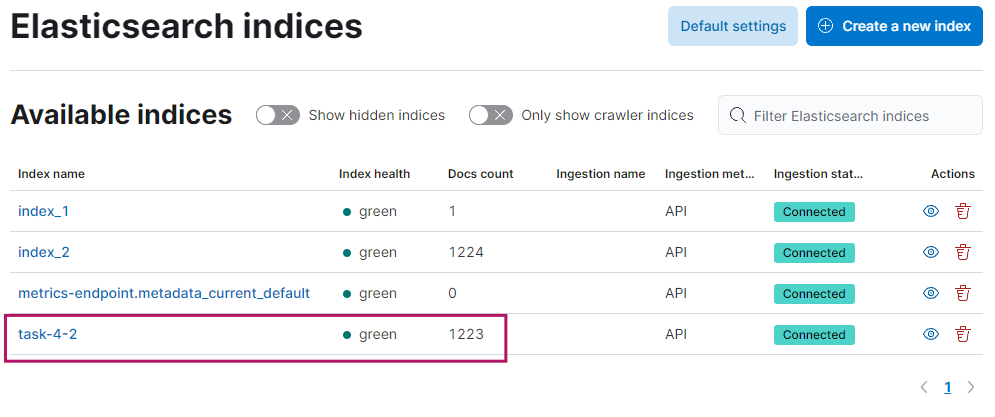 Elasticsearch indices
Default settings
Create a new index
Available indices
Show hidden indices
Only show crawler indices
Filter Elasticsearch indices
Index name Index health Docs count Ingestion name Ingestion met... Ingestion stat... Actions
index_1 green 1 API Connected
index_2 green 1224 API Connected
metrics-endpoint.metadata_current_default green 0 API Connected
task-4-2 green 1223 API Connected
1